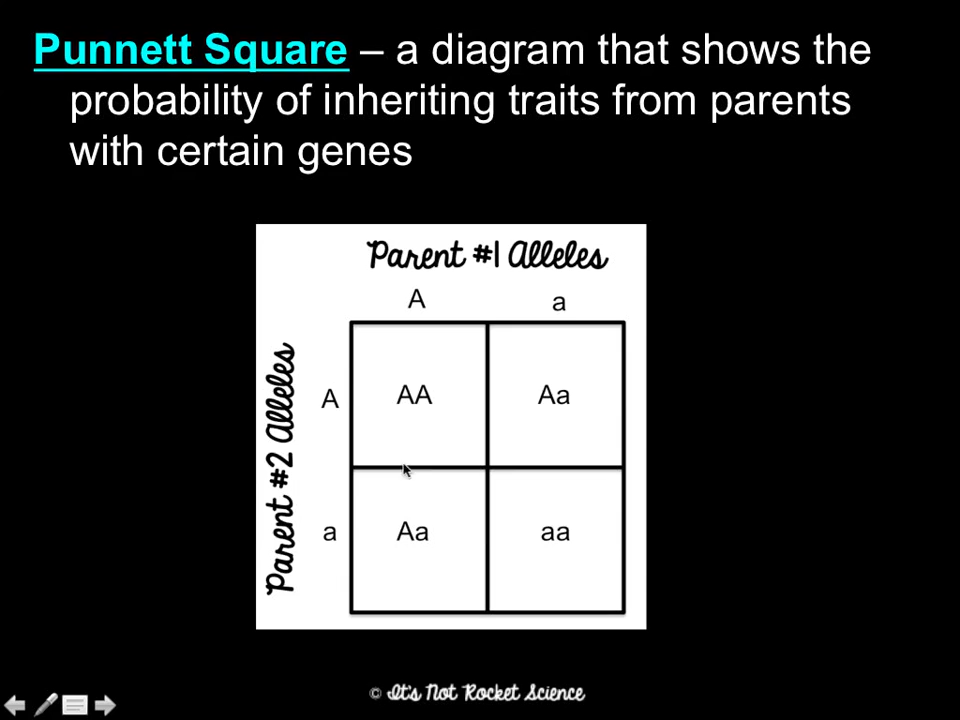 Punnett Square – a diagram that shows the
probability of inheriting traits from parents
with certain genes
Parent #1 Alleles
A a
Parent #2 Alleles
A AA Aa
a Aa aa
© It's Not Rocket Science